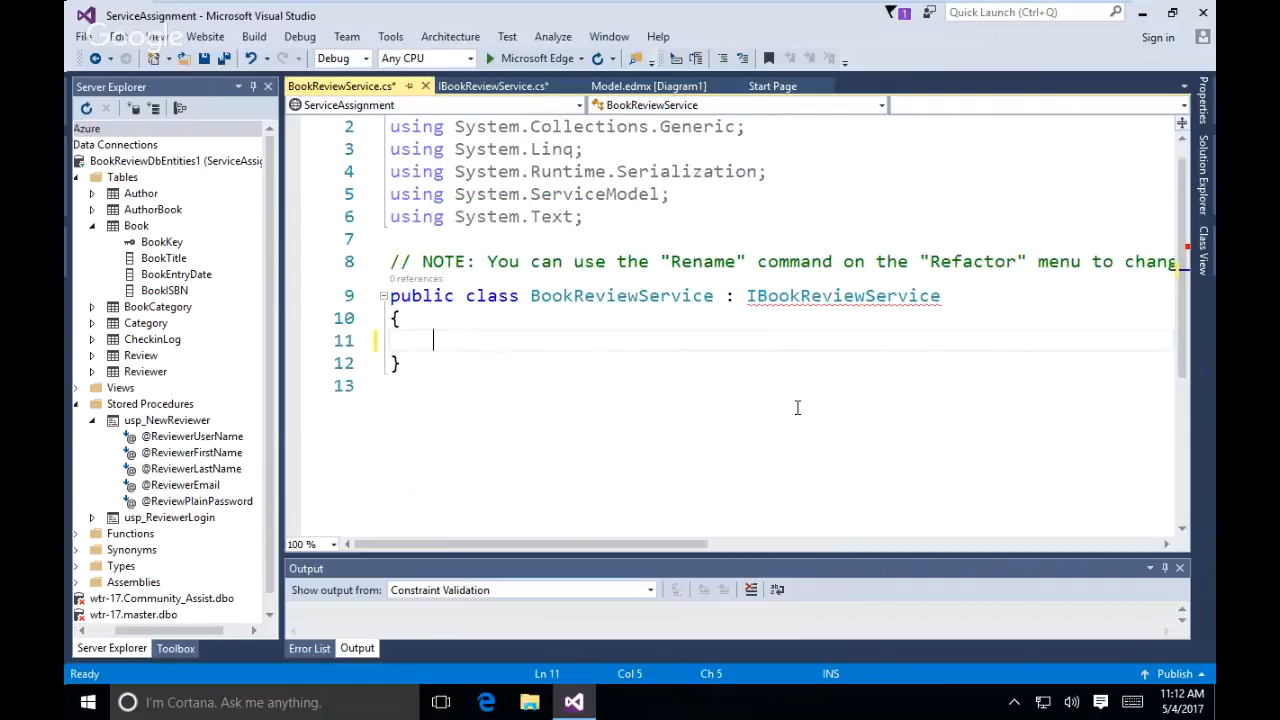 ServiceAssignment - Microsoft Visual Studio
1
Quick Launch (Ctrl+Q)
Google
Website Build Debug Team Tools Architecture Test Analyze Window Help
Sign in
Debug Any CPU Microsoft Edge
Server Explorer
BookReviewService.cs* IBookReviewService.cs* Model.edmx [Diagram1] Start Page
ServiceAssignment BookReviewService
Azure
Data Connections
BookReviewDbEntities1 (ServiceAssig
Tables
Author
AuthorBook
Book
BookKey
BookTitle
BookEntryDate
BookISBN
BookCategory
Category
CheckinLog
Review
Reviewer
Views
Stored Procedures
usp_NewReviewer
@ReviewerUserName
@ReviewerFirstName
@ReviewerLastName
@ReviewerEmail
@ReviewPlainPassword
usp_ReviewerLogin
Functions
Synonyms
Types
Assemblies
wtr-17.Community_Assist.dbo
wtr-17.master.dbo
Server Explorer Toolbox
2 using System.Collections.Generic;
3 using System.Linq;
4 using System.Runtime.Serialization;
5 using System.ServiceModel;
6 using System.Text;
7
8 // NOTE: You can use the "Rename" command on the "Refactor" menu to chang
0 references
9 public class BookReviewService : IBookReviewService
10 {
11
12 }
13
100 %
Output
Show output from: Constraint Validation
Error List Output
Properties
Solution Explorer
Class View
Ready Ln 11 Col 5 Ch 5 INS Publish
I'm Cortana. Ask me anything.
11:12 AM
5/4/2017